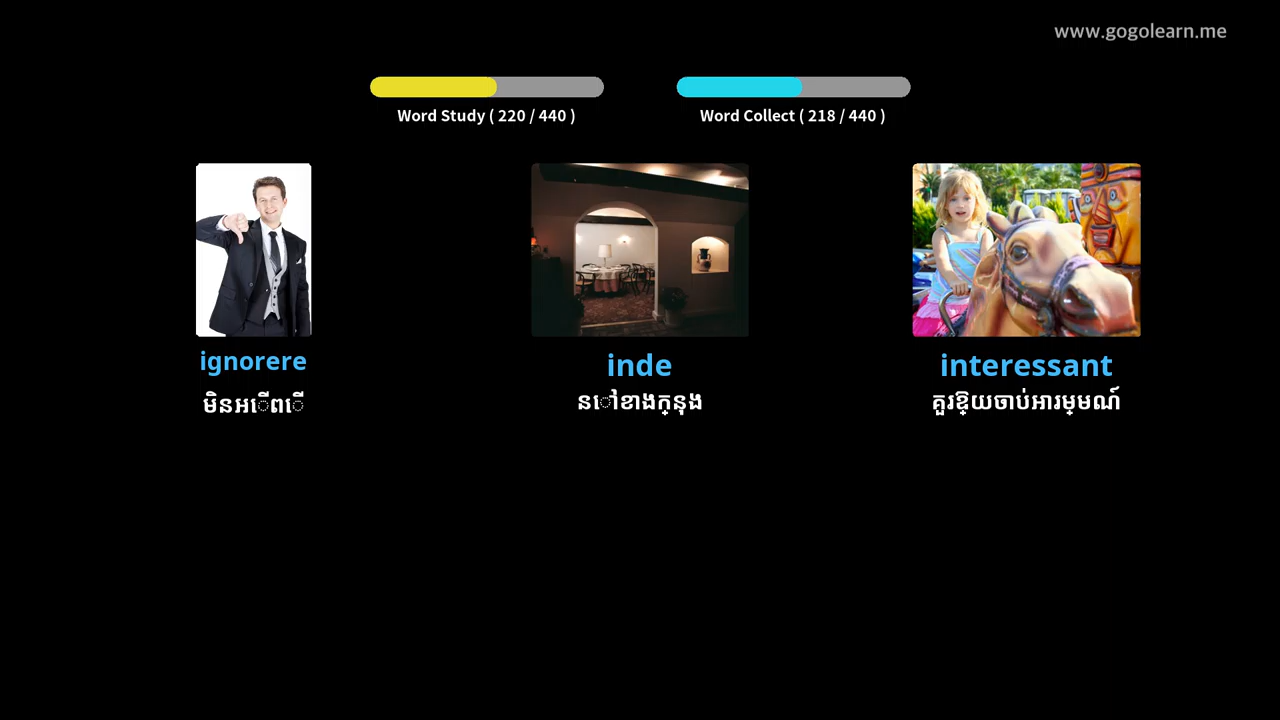 www.gogolearn.me
Word Study ( 220 / 440 )
Word Collect ( 218 / 440 )
ignorere
មិនអើពើ
inde
នៅខាងក្នុង
interessant
គួរឱ្យចាប់អារម្មណ៍